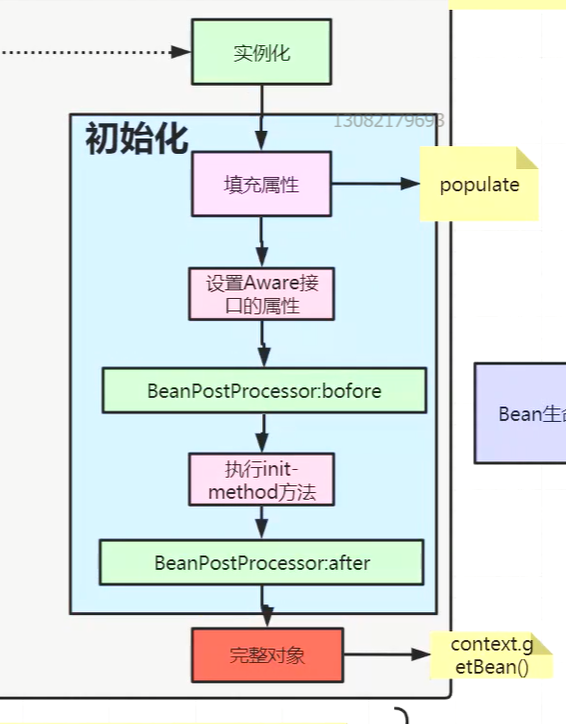 实例化
13082179693
初始化
填充属性
populate
设置Aware接
口的属性
BeanPostProcessor:bofore
Bean生命
执行init-
method方法
BeanPostProcessor:after
完整对象
context.g
etBean()